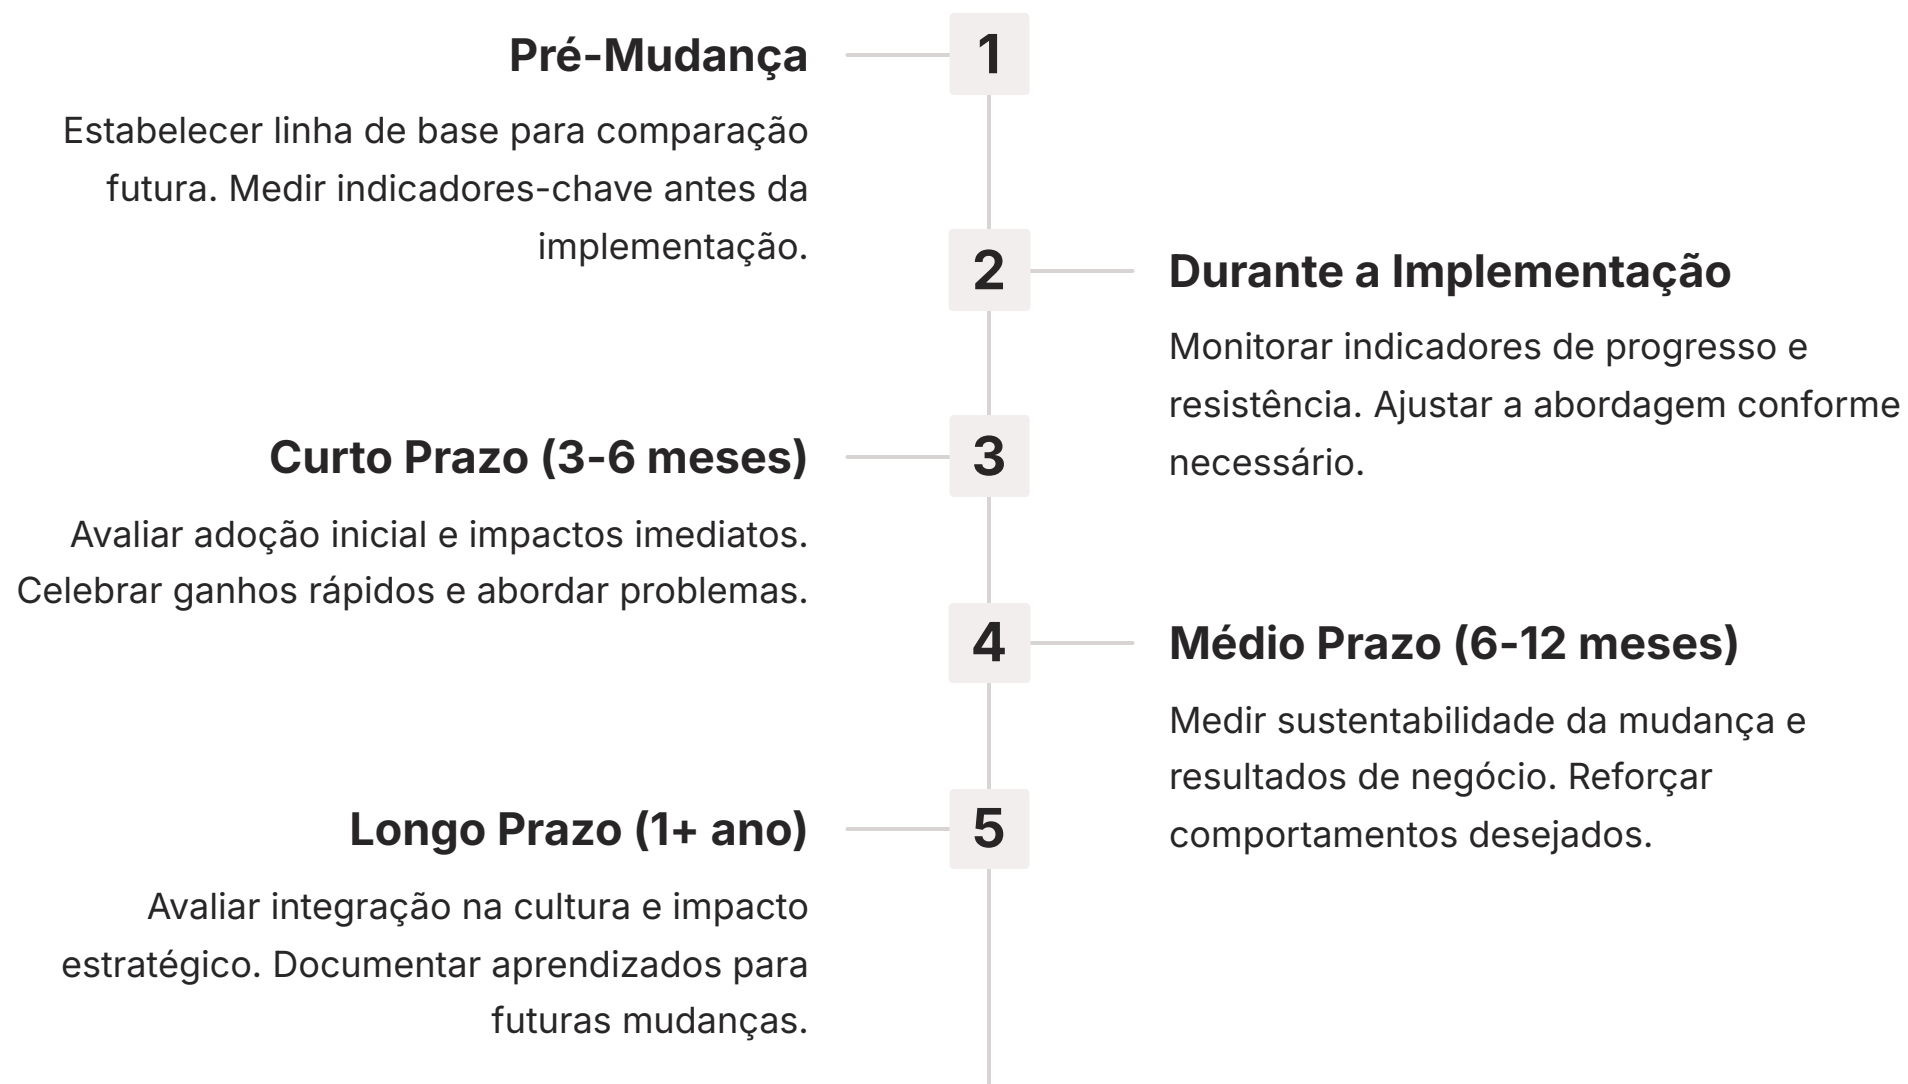 1
Pré-Mudança
Estabelecer linha de base para comparação
futura. Medir indicadores-chave antes da
implementação.
2
Durante a Implementação
Monitorar indicadores de progresso e
resistência. Ajustar a abordagem conforme
necessário.
3
Curto Prazo (3-6 meses)
Avaliar adoção inicial e impactos imediatos.
Celebrar ganhos rápidos e abordar problemas.
4
Médio Prazo (6-12 meses)
Medir sustentabilidade da mudança e
resultados de negócio. Reforçar
comportamentos desejados.
5
Longo Prazo (1+ ano)
Avaliar integração na cultura e impacto
estratégico. Documentar aprendizados para
futuras mudanças.